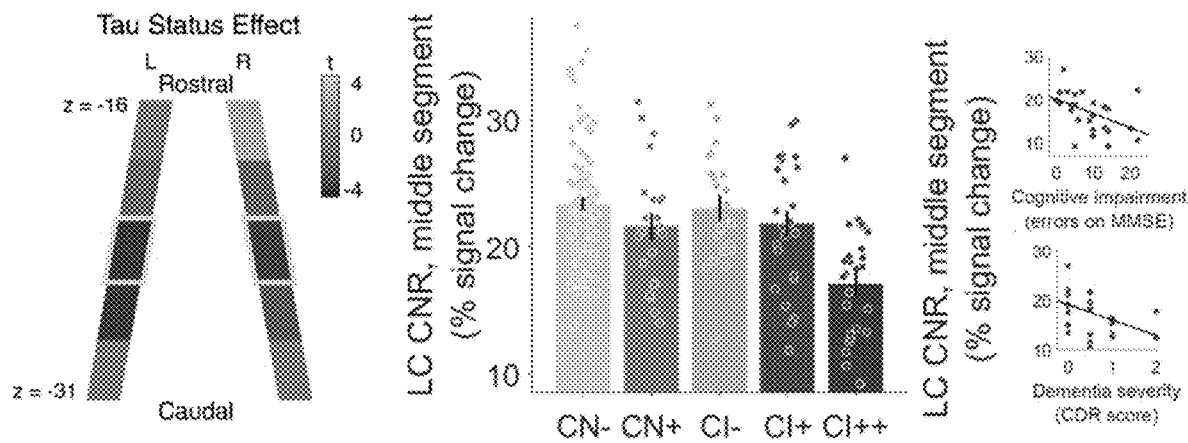 Tau Status Effect
L R
Rostral
z = -16
t
4
0
-4
z = -31
Caudal
LC CNR, middle segment
(% signal change)
30
20
10
CN- CN+ CI- CI+ CI++
LC CNR, middle segment
(% signal change)
30
20
10
0 10 20
Cognitive impairment
(errors on MMSE)
30
20
10
0 1 2
Dementia severity
(CDR score)